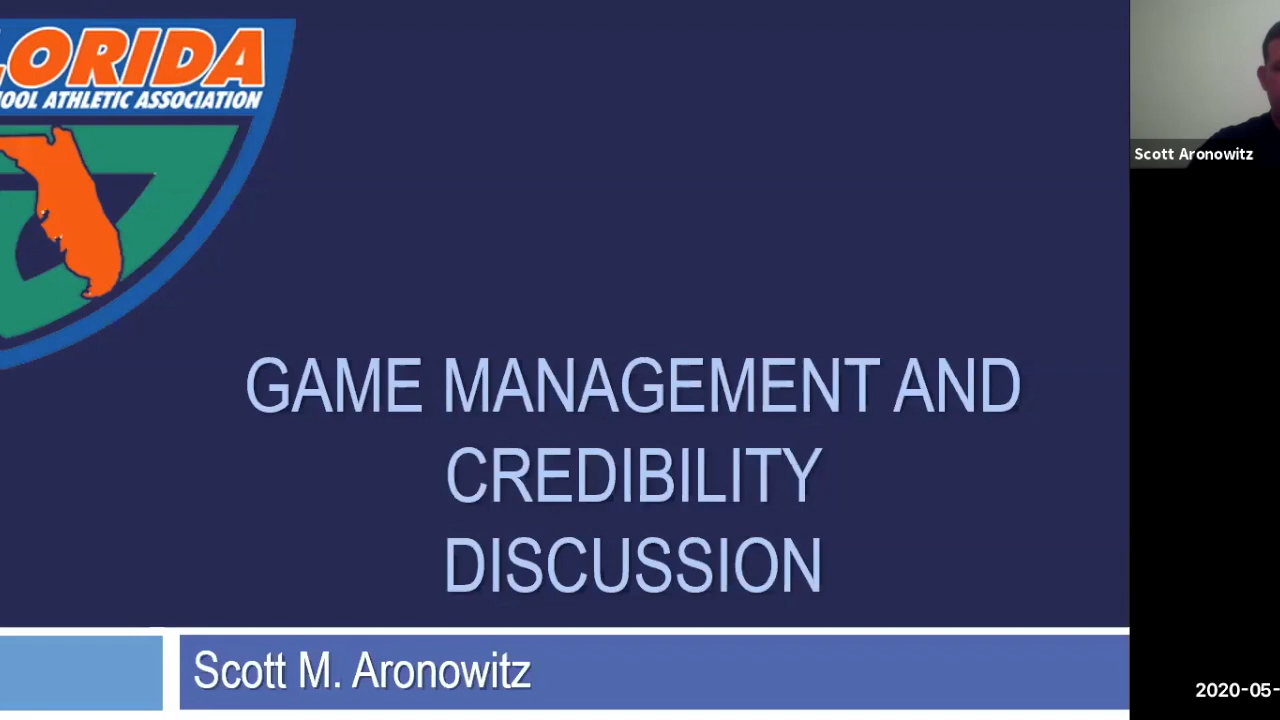 LORIDA
OOL ATHLETIC ASSOCIATION
GAME MANAGEMENT AND
CREDIBILITY
DISCUSSION
Scott M. Aronowitz
Scott Aronowitz
2020-05-